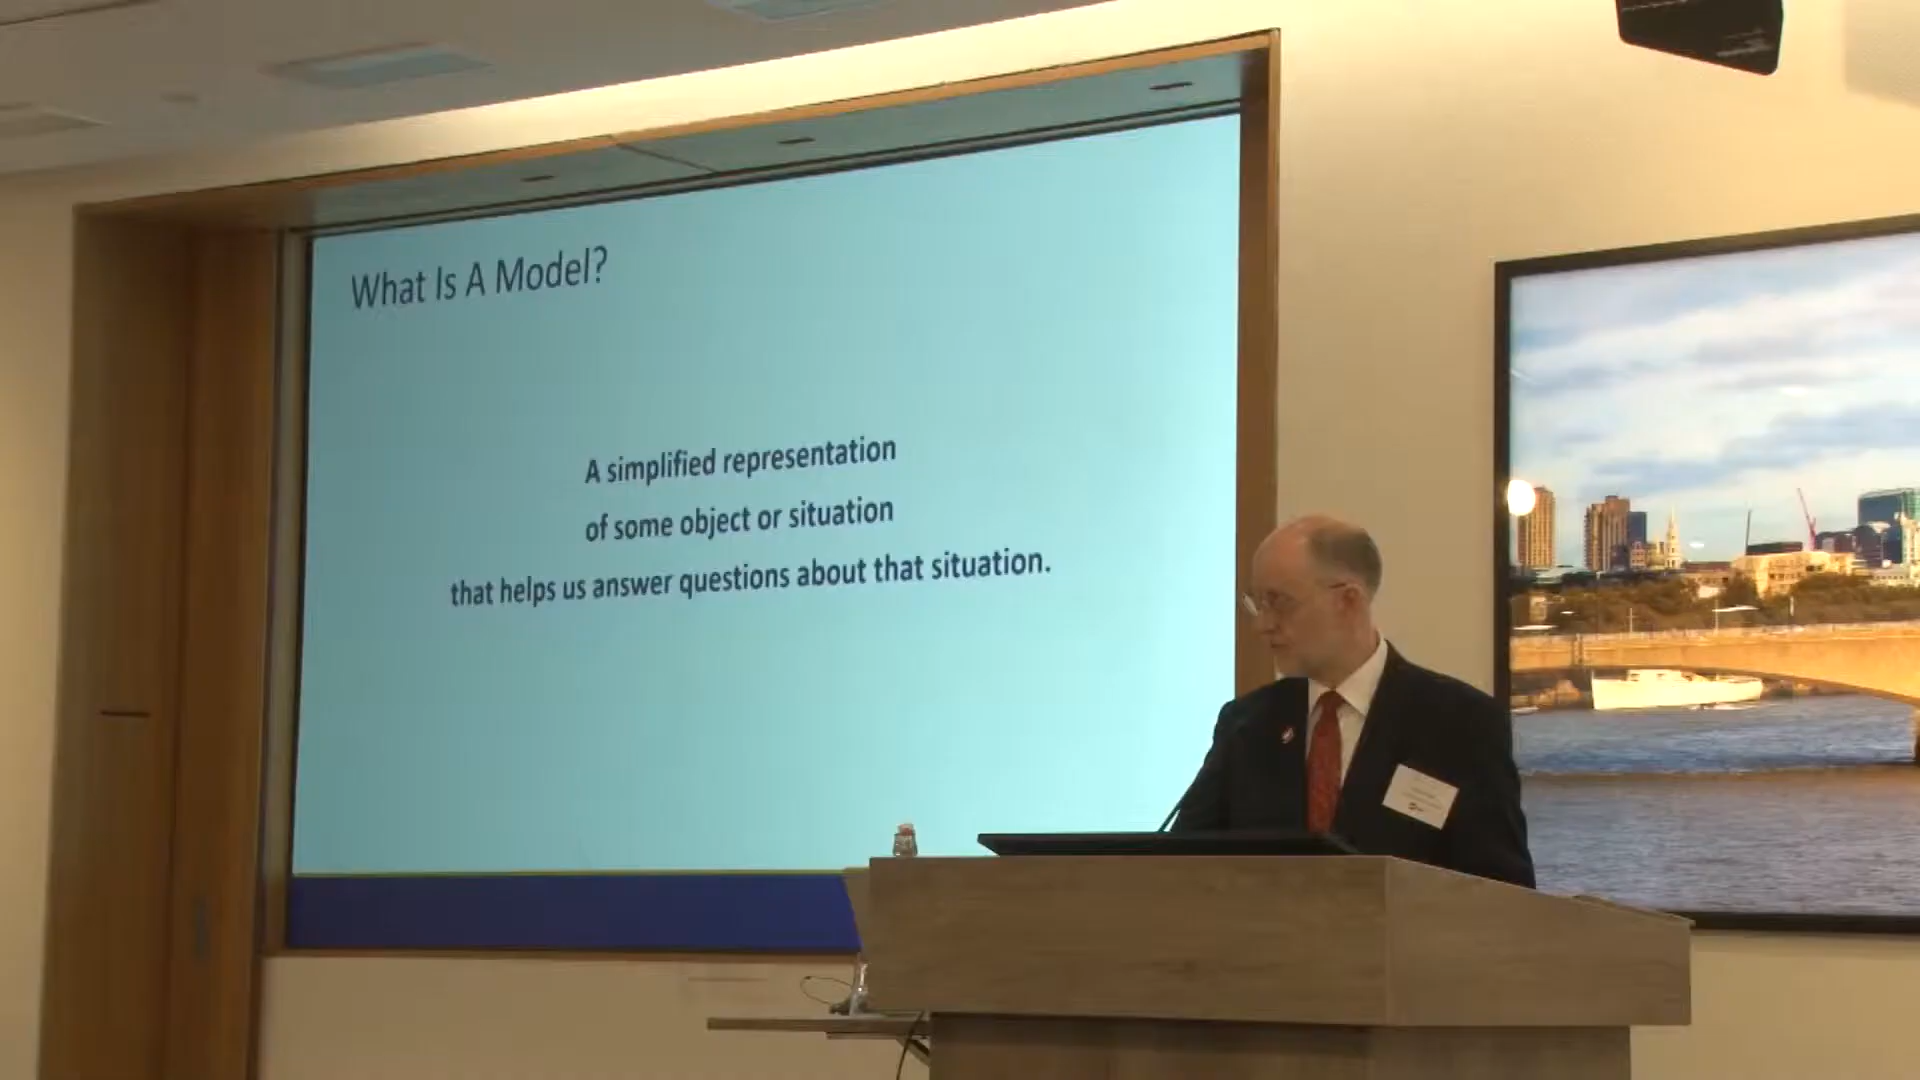 What Is A Model?
A simplified representation
of some object or situation
that helps us answer questions about that situation.